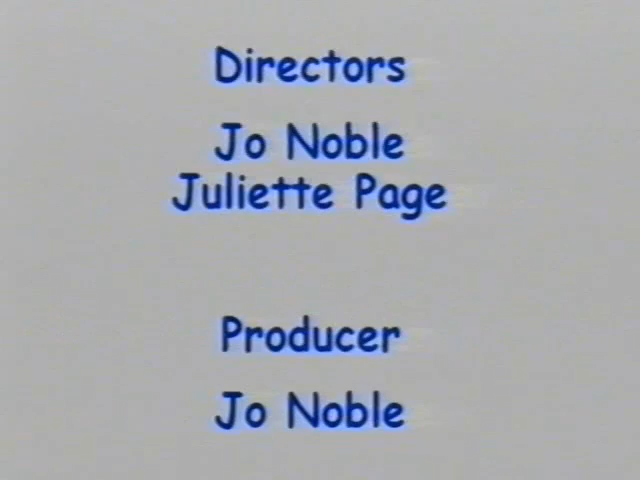 Directors
Jo Noble
Juliette Page
Producer
Jo Noble